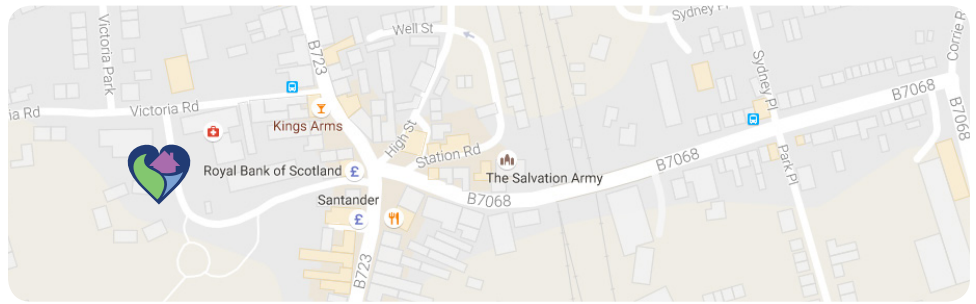 Sydney Pl
Corrie R
Victoria Park
Well St
B723
ia Rd
Victoria Rd
Sydney Pl
B7068
Kings Arms
High St
Station Rd
B7068
B7068
Royal Bank of Scotland
£
The Salvation Army
Park Pl
Santander
B7068
£
B723